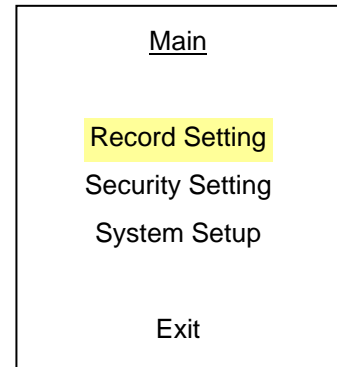 Main
Record Setting
Security Setting
System Setup
Exit